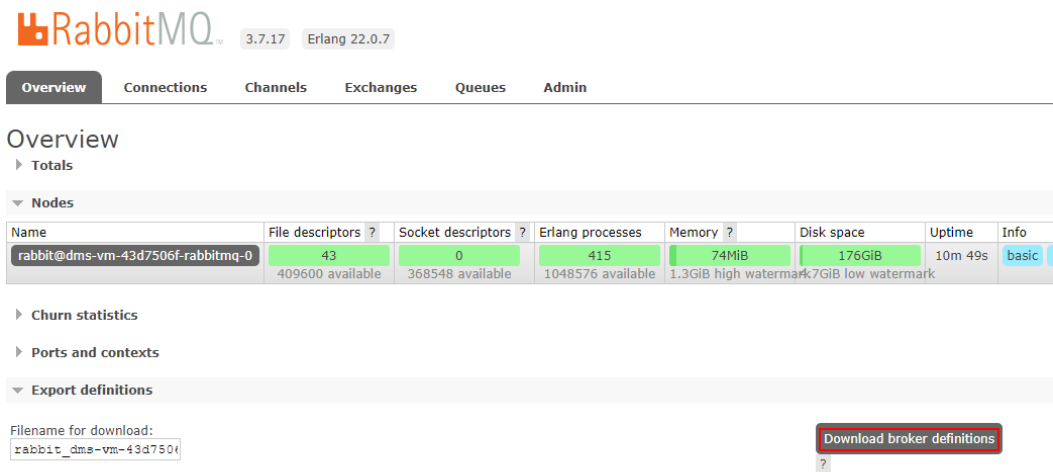 RabbitMQ TM 3.7.17 Erlang 22.0.7
Overview Connections Channels Exchanges Queues Admin
Overview
Totals
Nodes
Name File descriptors ? Socket descriptors ? Erlang processes Memory ? Disk space Uptime Info
rabbit@dms-vm-43d7506f-rabbitmq-0 43 0 415 74MiB 176GiB 10m 49s basic
409600 available 368548 available 1048576 available 1.3GiB high watermark 4.7GiB low watermark
Churn statistics
Ports and contexts
Export definitions
Filename for download:
rabbit_dms-vm-43d750 Download broker definitions
?